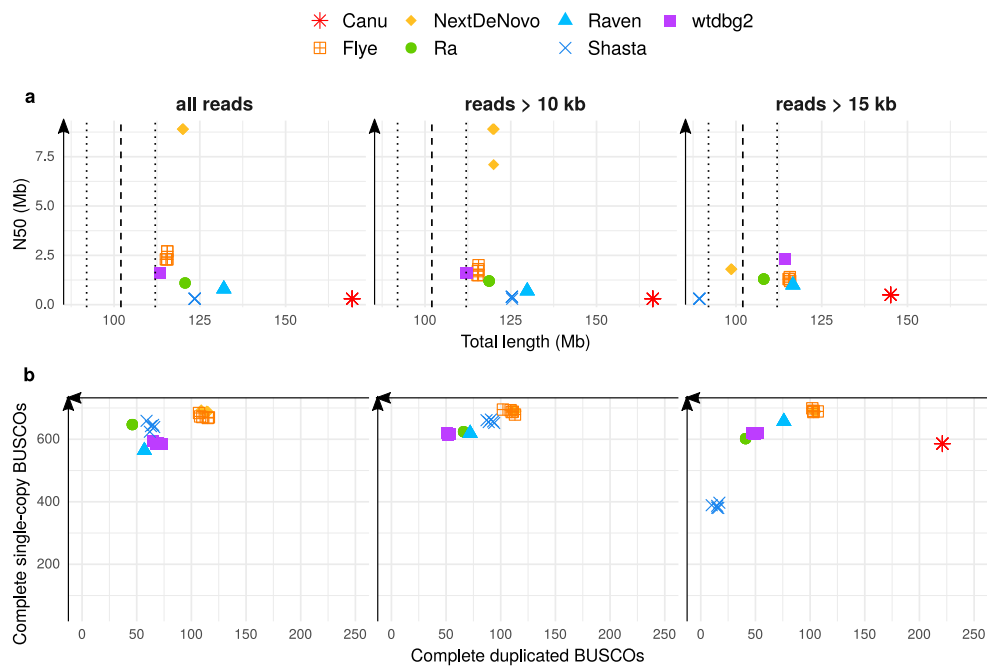 Canu NextDeNovo Raven wtdbg2
Flye Ra Shasta
a
all reads reads > 10 kb reads > 15 kb
N50 (Mb)
7.5
5.0
2.5
0.0
100 125 150 100 125 150 100 125 150
Total length (Mb)
b
Complete single-copy BUSCOs
600
400
200
0 50 100 150 200 250 0 50 100 150 200 250 0 50 100 150 200 250
Complete duplicated BUSCOs